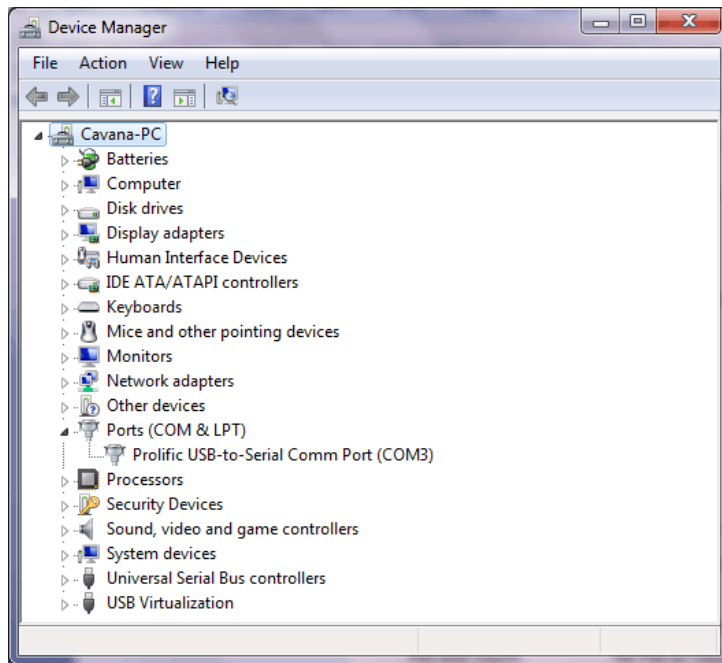 Device Manager
File Action View Help
Cavana-PC
Batteries
Computer
Disk drives
Display adapters
Human Interface Devices
IDE ATA/ATAPI controllers
Keyboards
Mice and other pointing devices
Monitors
Network adapters
Other devices
Ports (COM & LPT)
Prolific USB-to-Serial Comm Port (COM3)
Processors
Security Devices
Sound, video and game controllers
System devices
Universal Serial Bus controllers
USB Virtualization